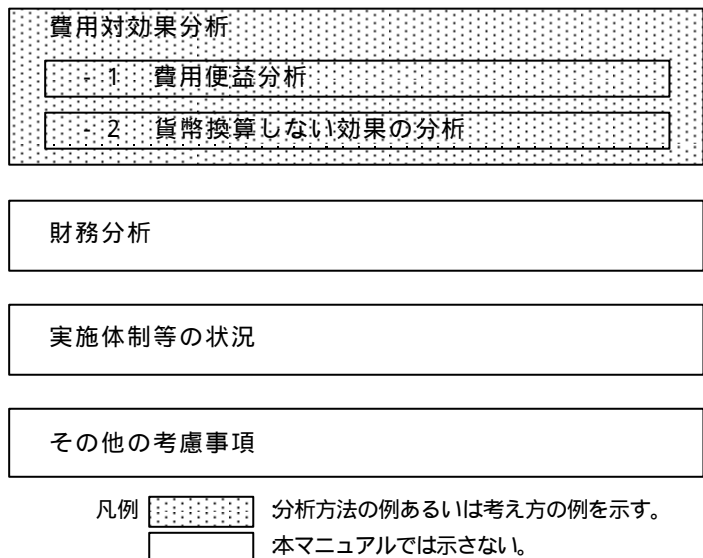 費用対効果分析
- 1 費用便益分析
- 2 貨幣換算しない効果の分析
財務分析
実施体制等の状況
その他の考慮事項
凡例 分析方法の例あるいは考え方の例を示す。
本マニュアルでは示さない。